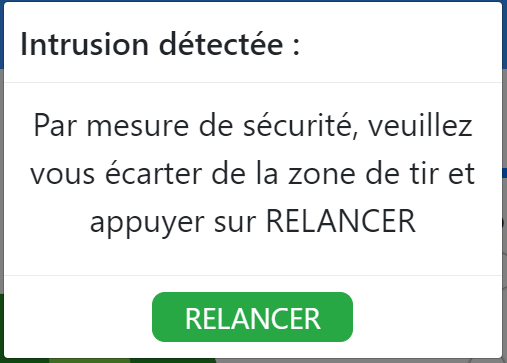 Intrusion détectée :
Par mesure de sécurité, veuillez
vous écarter de la zone de tir et
appuyer sur RELANCER
RELANCER